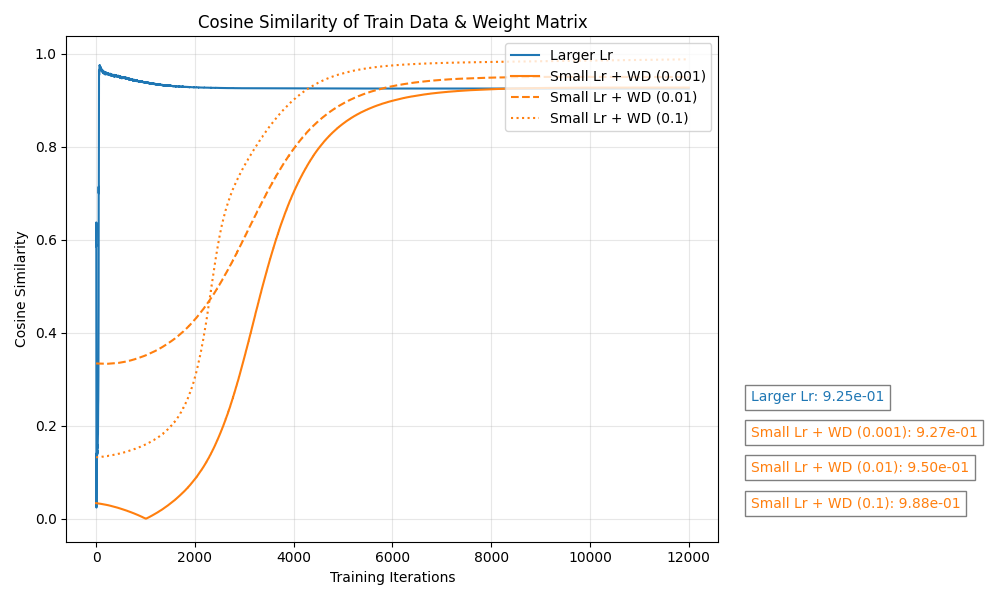 Cosine Similarity of Train Data & Weight Matrix
Cosine Similarity
1.0
0.8
0.6
0.4
0.2
0.0
0
2000
4000
6000
8000
10000
12000
Training Iterations
Larger Lr
Small Lr + WD (0.001)
Small Lr + WD (0.01)
Small Lr + WD (0.1)
Larger Lr: 9.25e-01
Small Lr + WD (0.001): 9.27e-01
Small Lr + WD (0.01): 9.50e-01
Small Lr + WD (0.1): 9.88e-01